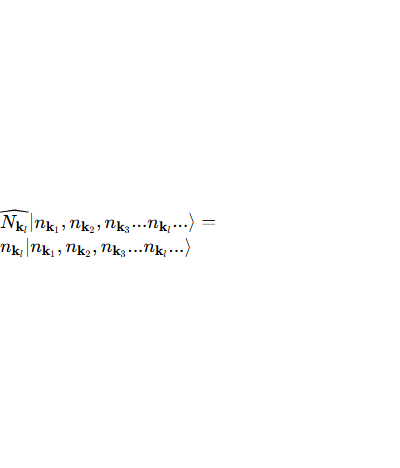 $\widehat{N_{\mathbf{k}_l}}|n_{\mathbf{k}_1}, n_{\mathbf{k}_2}, n_{\mathbf{k}_3}...n_{\mathbf{k}_l}...\rangle =$
$n_{\mathbf{k}_l}|n_{\mathbf{k}_1}, n_{\mathbf{k}_2}, n_{\mathbf{k}_3}...n_{\mathbf{k}_l}...\rangle$